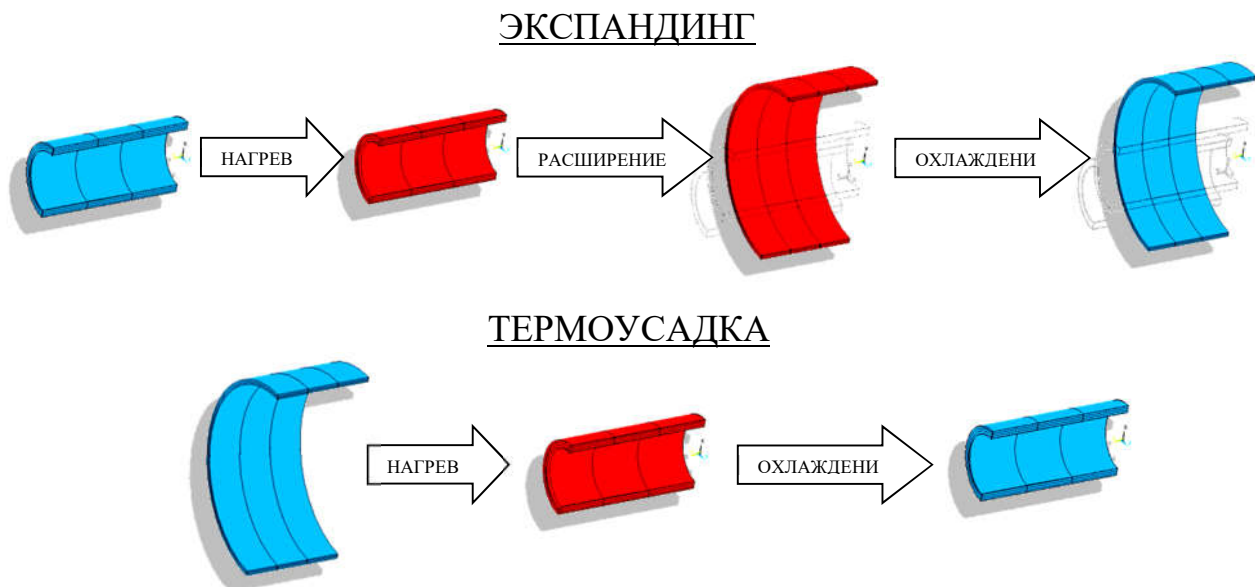 ЭКСПАНДИНГ
НАГРЕВ
РАСШИРЕНИЕ
ОХЛАЖДЕНИ
ТЕРМОУСАДКА
НАГРЕВ
ОХЛАЖДЕНИ